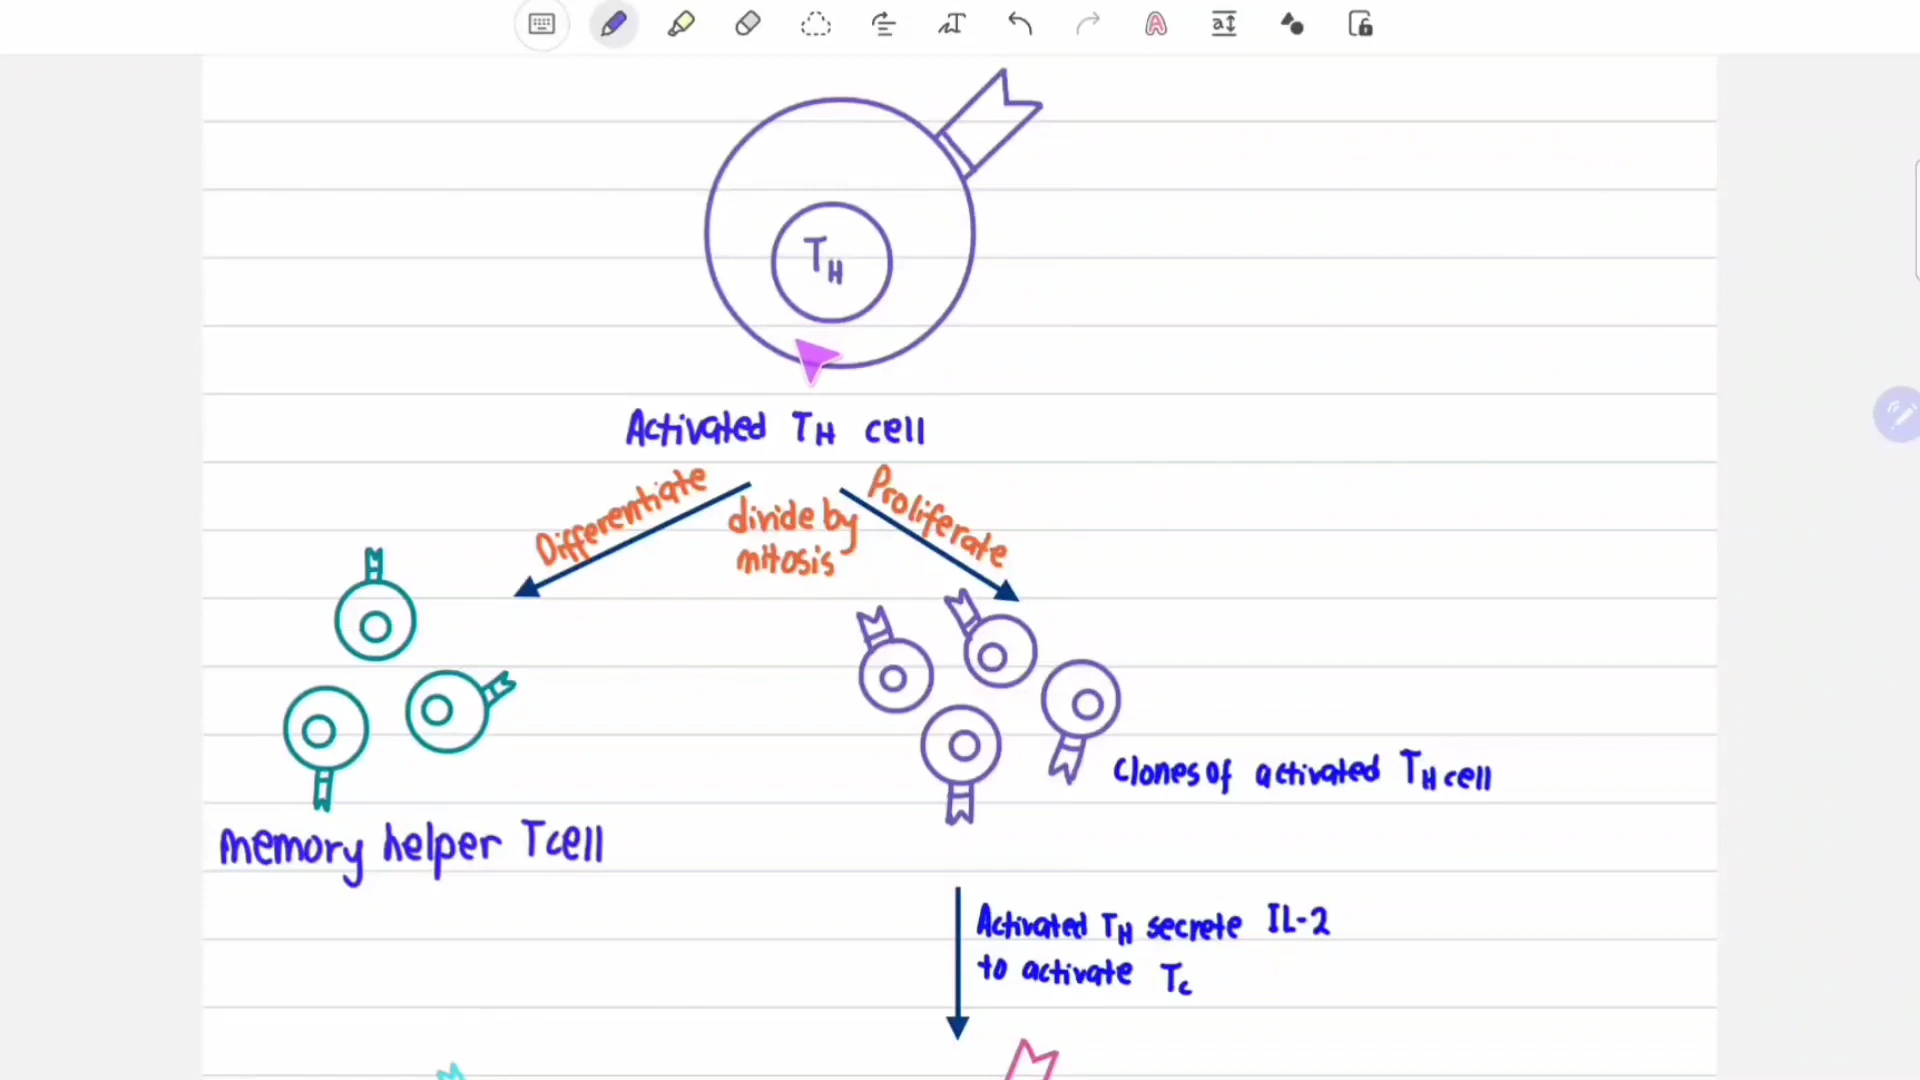 TH
Activated TH cell
Differentiate
divide by
mitosis
Proliferate
clones of activated TH cell
memory helper Tcell
Activated TH secrete IL-2
to activate Tc